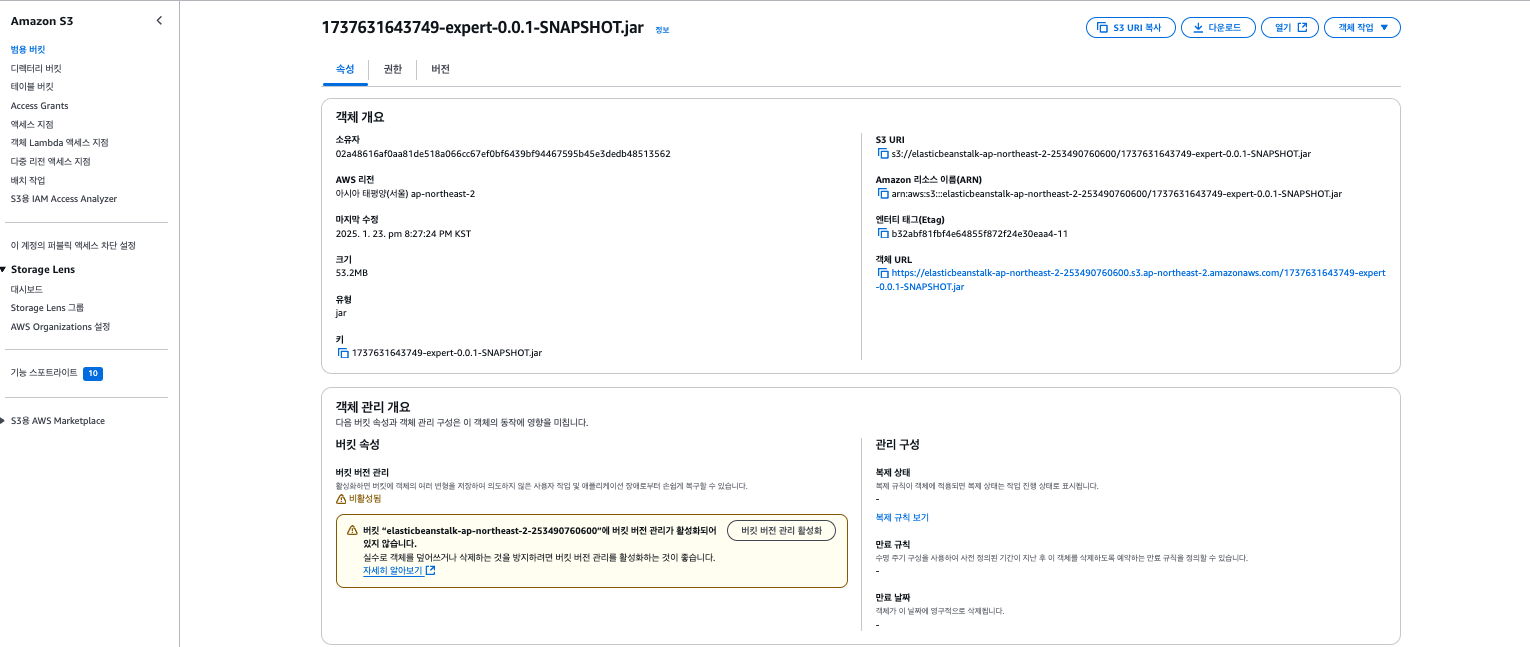 Amazon S3
범용 버킷
디렉터리 버킷
테이블 버킷
Access Grants
액세스 지점
객체 Lambda 액세스 지점
다중 리전 액세스 지점
배치 작업
S3용 IAM Access Analyzer
이 계정의 퍼블릭 액세스 차단 설정
Storage Lens
대시보드
Storage Lens 그룹
AWS Organizations 설정
기능 스포트라이트 10
S3용 AWS Marketplace
1737631643749-expert-0.0.1-SNAPSHOT.jar 정보
S3 URI 복사
다운로드
열기
객체 작업
속성
권한
버전
객체 개요
소유자
02a48616af0aa81de518a066cc67ef0bf6439bf94467595b45e3dedb48513562
AWS 리전
아시아 태평양(서울) ap-northeast-2
마지막 수정
2025. 1. 23. pm 8:27:24 PM KST
크기
53.2MB
유형
jar
키
1737631643749-expert-0.0.1-SNAPSHOT.jar
S3 URI
s3://elasticbeanstalk-ap-northeast-2-253490760600/1737631643749-expert-0.0.1-SNAPSHOT.jar
Amazon 리소스 이름(ARN)
arn:aws:s3:::elasticbeanstalk-ap-northeast-2-253490760600/1737631643749-expert-0.0.1-SNAPSHOT.jar
엔터티 태그(Etag)
b32abf81fbf4e64855f872f24e30eaa4-11
객체 URL
https://elasticbeanstalk-ap-northeast-2-253490760600.s3.ap-northeast-2.amazonaws.com/1737631643749-expert
-0.0.1-SNAPSHOT.jar
객체 관리 개요
다음 버킷 속성과 객체 관리 구성은 이 객체의 동작에 영향을 미칩니다.
버킷 속성
버킷 버전 관리
활성화하면 버킷에 객체의 여러 변형을 저장하여 의도하지 않은 사용자 작업 및 애플리케이션 장애로부터 손쉽게 복구할 수 있습니다.
비활성됨
버킷 “elasticbeanstalk-ap-northeast-2-253490760600”에 버킷 버전 관리가 활성화되어
있지 않습니다.
실수로 객체를 덮어쓰거나 삭제하는 것을 방지하려면 버킷 버전 관리를 활성화하는 것이 좋습니다.
자세히 알아보기
버킷 버전 관리 활성화
관리 구성
복제 상태
복제 규칙이 객체에 적용되면 복제 상태는 작업 진행 상태로 표시됩니다.
-
복제 규칙 보기
만료 규칙
수명 주기 구성을 사용하여 사전 정의된 기간이 지난 후 이 객체를 삭제하도록 예약하는 만료 규칙을 정의할 수 있습니다.
-
만료 날짜
객체가 이 날짜에 영구적으로 삭제됩니다.
-